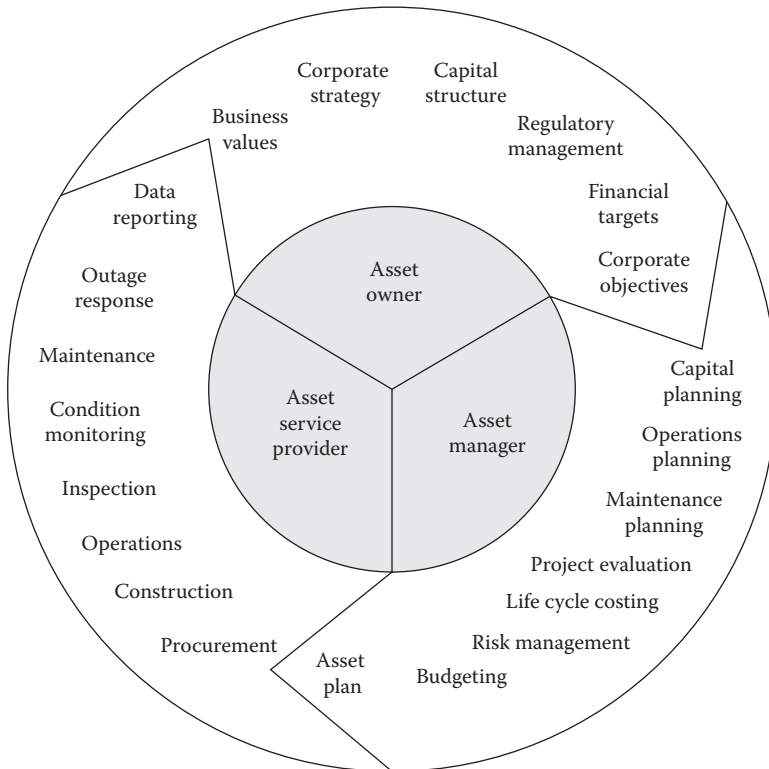 Corporate
strategy
Capital
structure
Business
values
Regulatory
management
Data
reporting
Financial
targets
Asset
owner
Corporate
objectives
Outage
response
Maintenance
Capital
planning
Condition
monitoring
Asset
service
provider
Asset
manager
Operations
planning
Inspection
Maintenance
planning
Operations
Project evaluation
Construction
Life cycle costing
Procurement
Risk management
Asset
plan
Budgeting